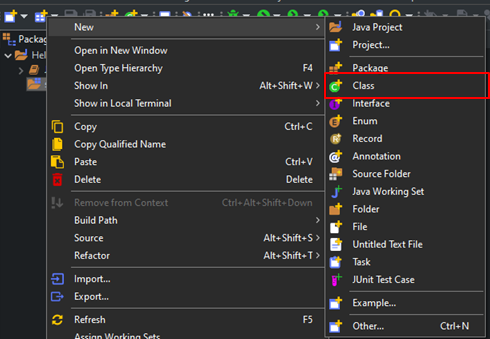 New >
Java Project
Project...
Packag
Open in New Window
Hel
Open Type Hierarchy F4
Package
Show In Alt+Shift+W >
Class
Show in Local Terminal >
Interface
Enum
Copy Ctrl+C
Record
Copy Qualified Name
Annotation
Paste Ctrl+V
Source Folder
Delete Delete
Java Working Set
Remove from Context Ctrl+Alt+Shift+Down
Folder
Build Path >
File
Source Alt+Shift+S >
Untitled Text File
Refactor Alt+Shift+T >
Task
Import...
JUnit Test Case
Export...
Example...
Refresh F5
Other... Ctrl+N
Assign Working Sets